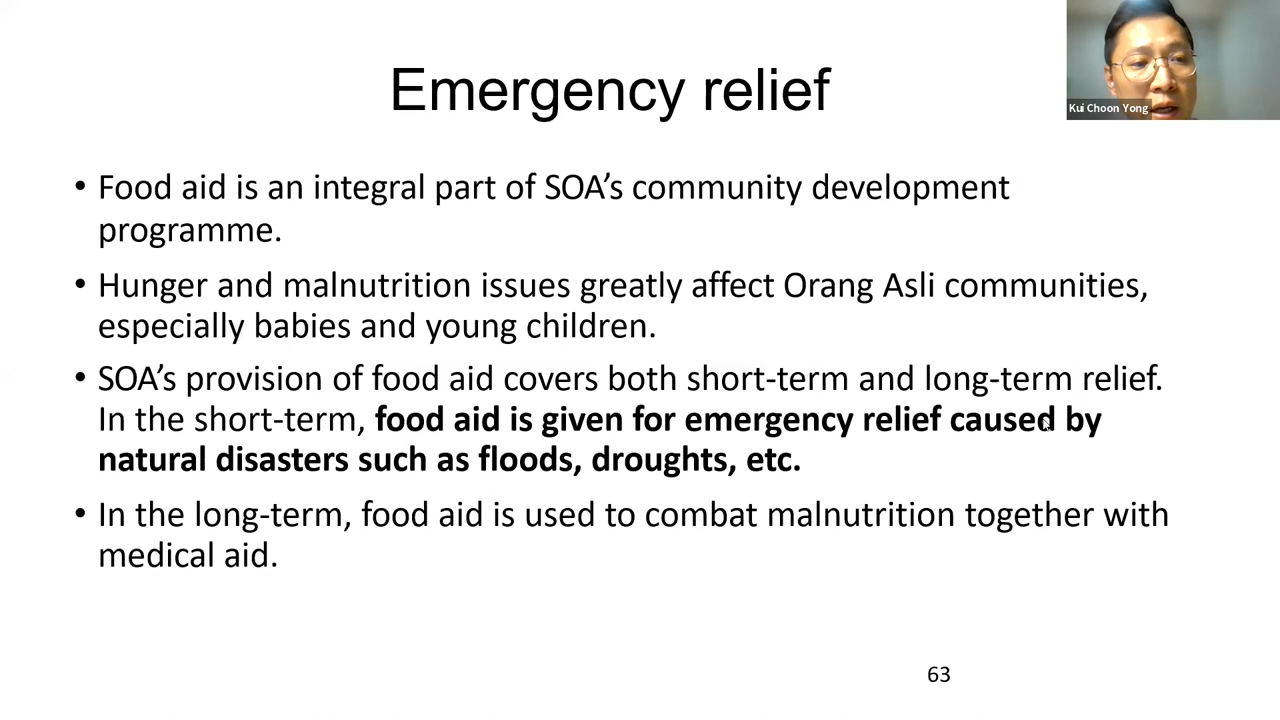 Emergency relief
Kui Choon Yong
• Food aid is an integral part of SOA’s community development
programme.
• Hunger and malnutrition issues greatly affect Orang Asli communities,
especially babies and young children.
• SOA’s provision of food aid covers both short-term and long-term relief.
In the short-term, food aid is given for emergency relief caused by
natural disasters such as floods, droughts, etc.
• In the long-term, food aid is used to combat malnutrition together with
medical aid.
63